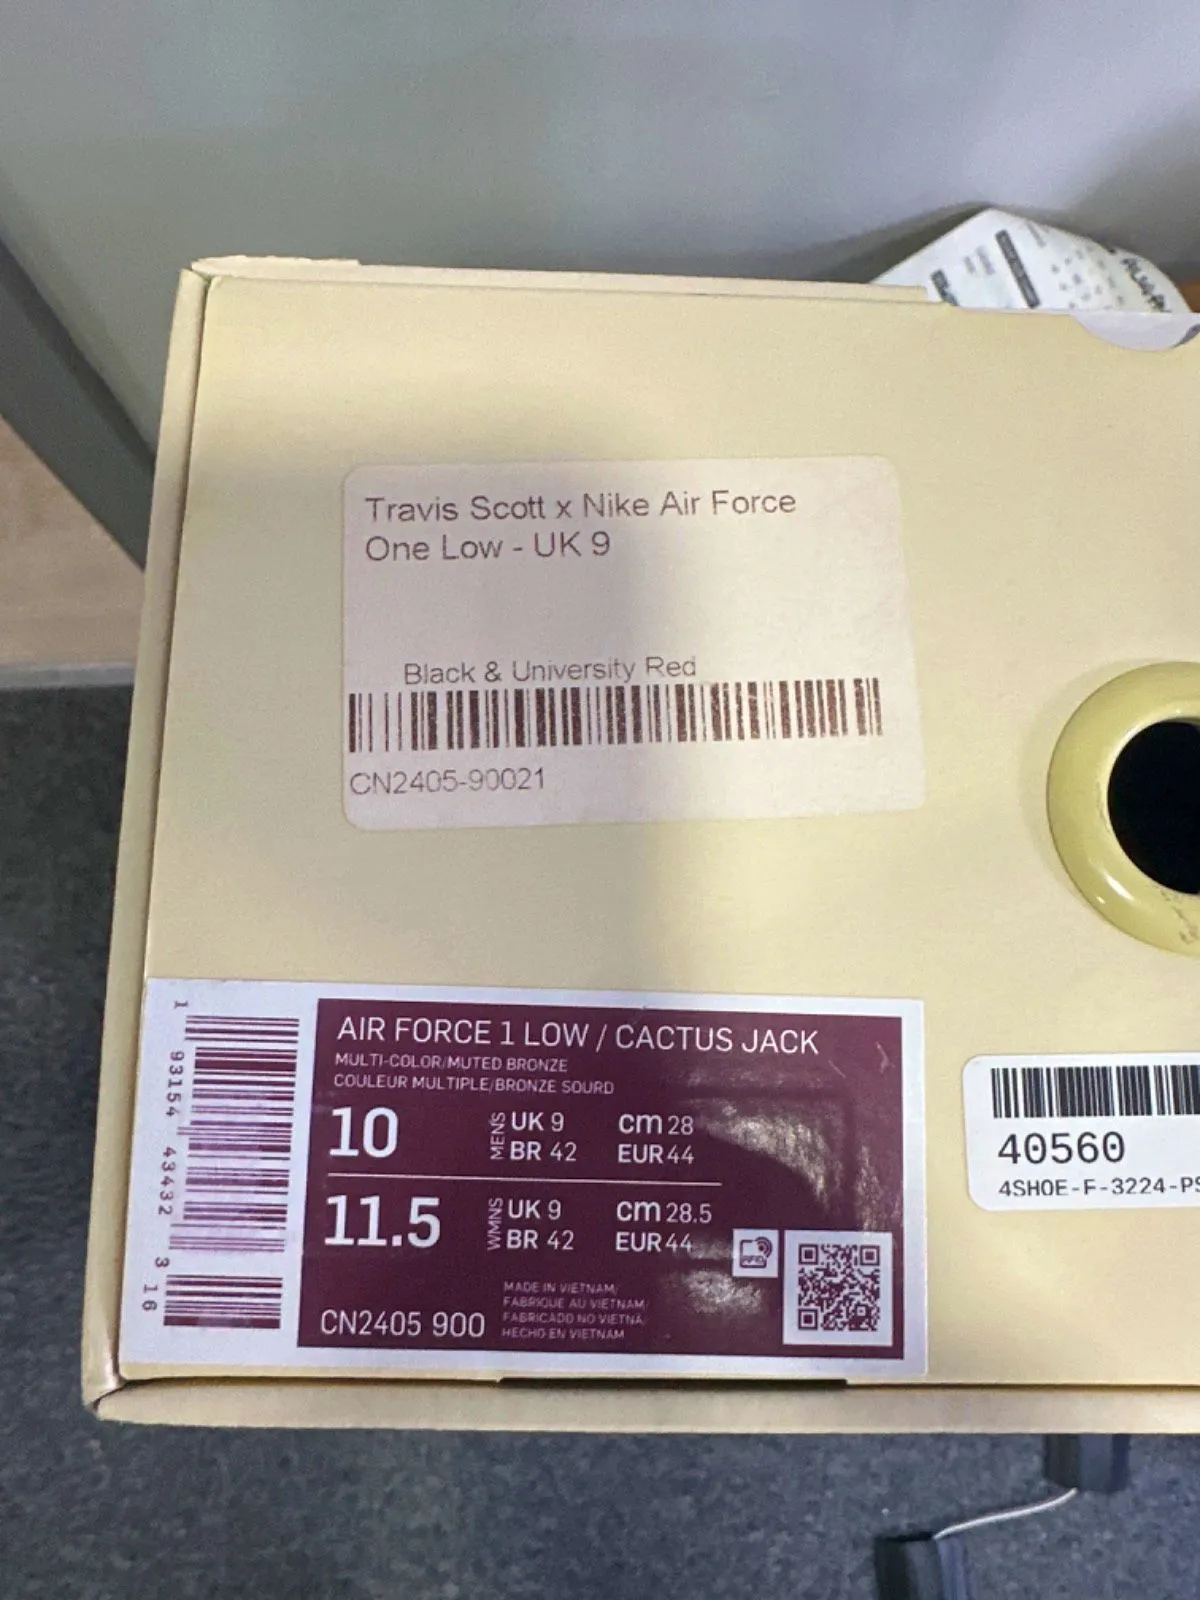 Travis Scott x Nike Air Force
One Low - UK 9
Black & University Red
CN2405-90021
AIR FORCE 1 LOW / CACTUS JACK
MULTI-COLOR/MUTED BRONZE
COULEUR MULTIPLE/BRONZE SOURD
10 MENS UK 9 cm 28
BR 42 EUR 44
11.5 WMNS UK 9 cm 28.5
BR 42 EUR 44
RFID
MADE IN VIETNAM/
FABRIQUE AU VIETNAM/
FABRICADO NO VIETNA
HECHO EN VIETNAM
CN2405 900
1 93154 43432 3 16
40560
4SHOE-F-3224-PS